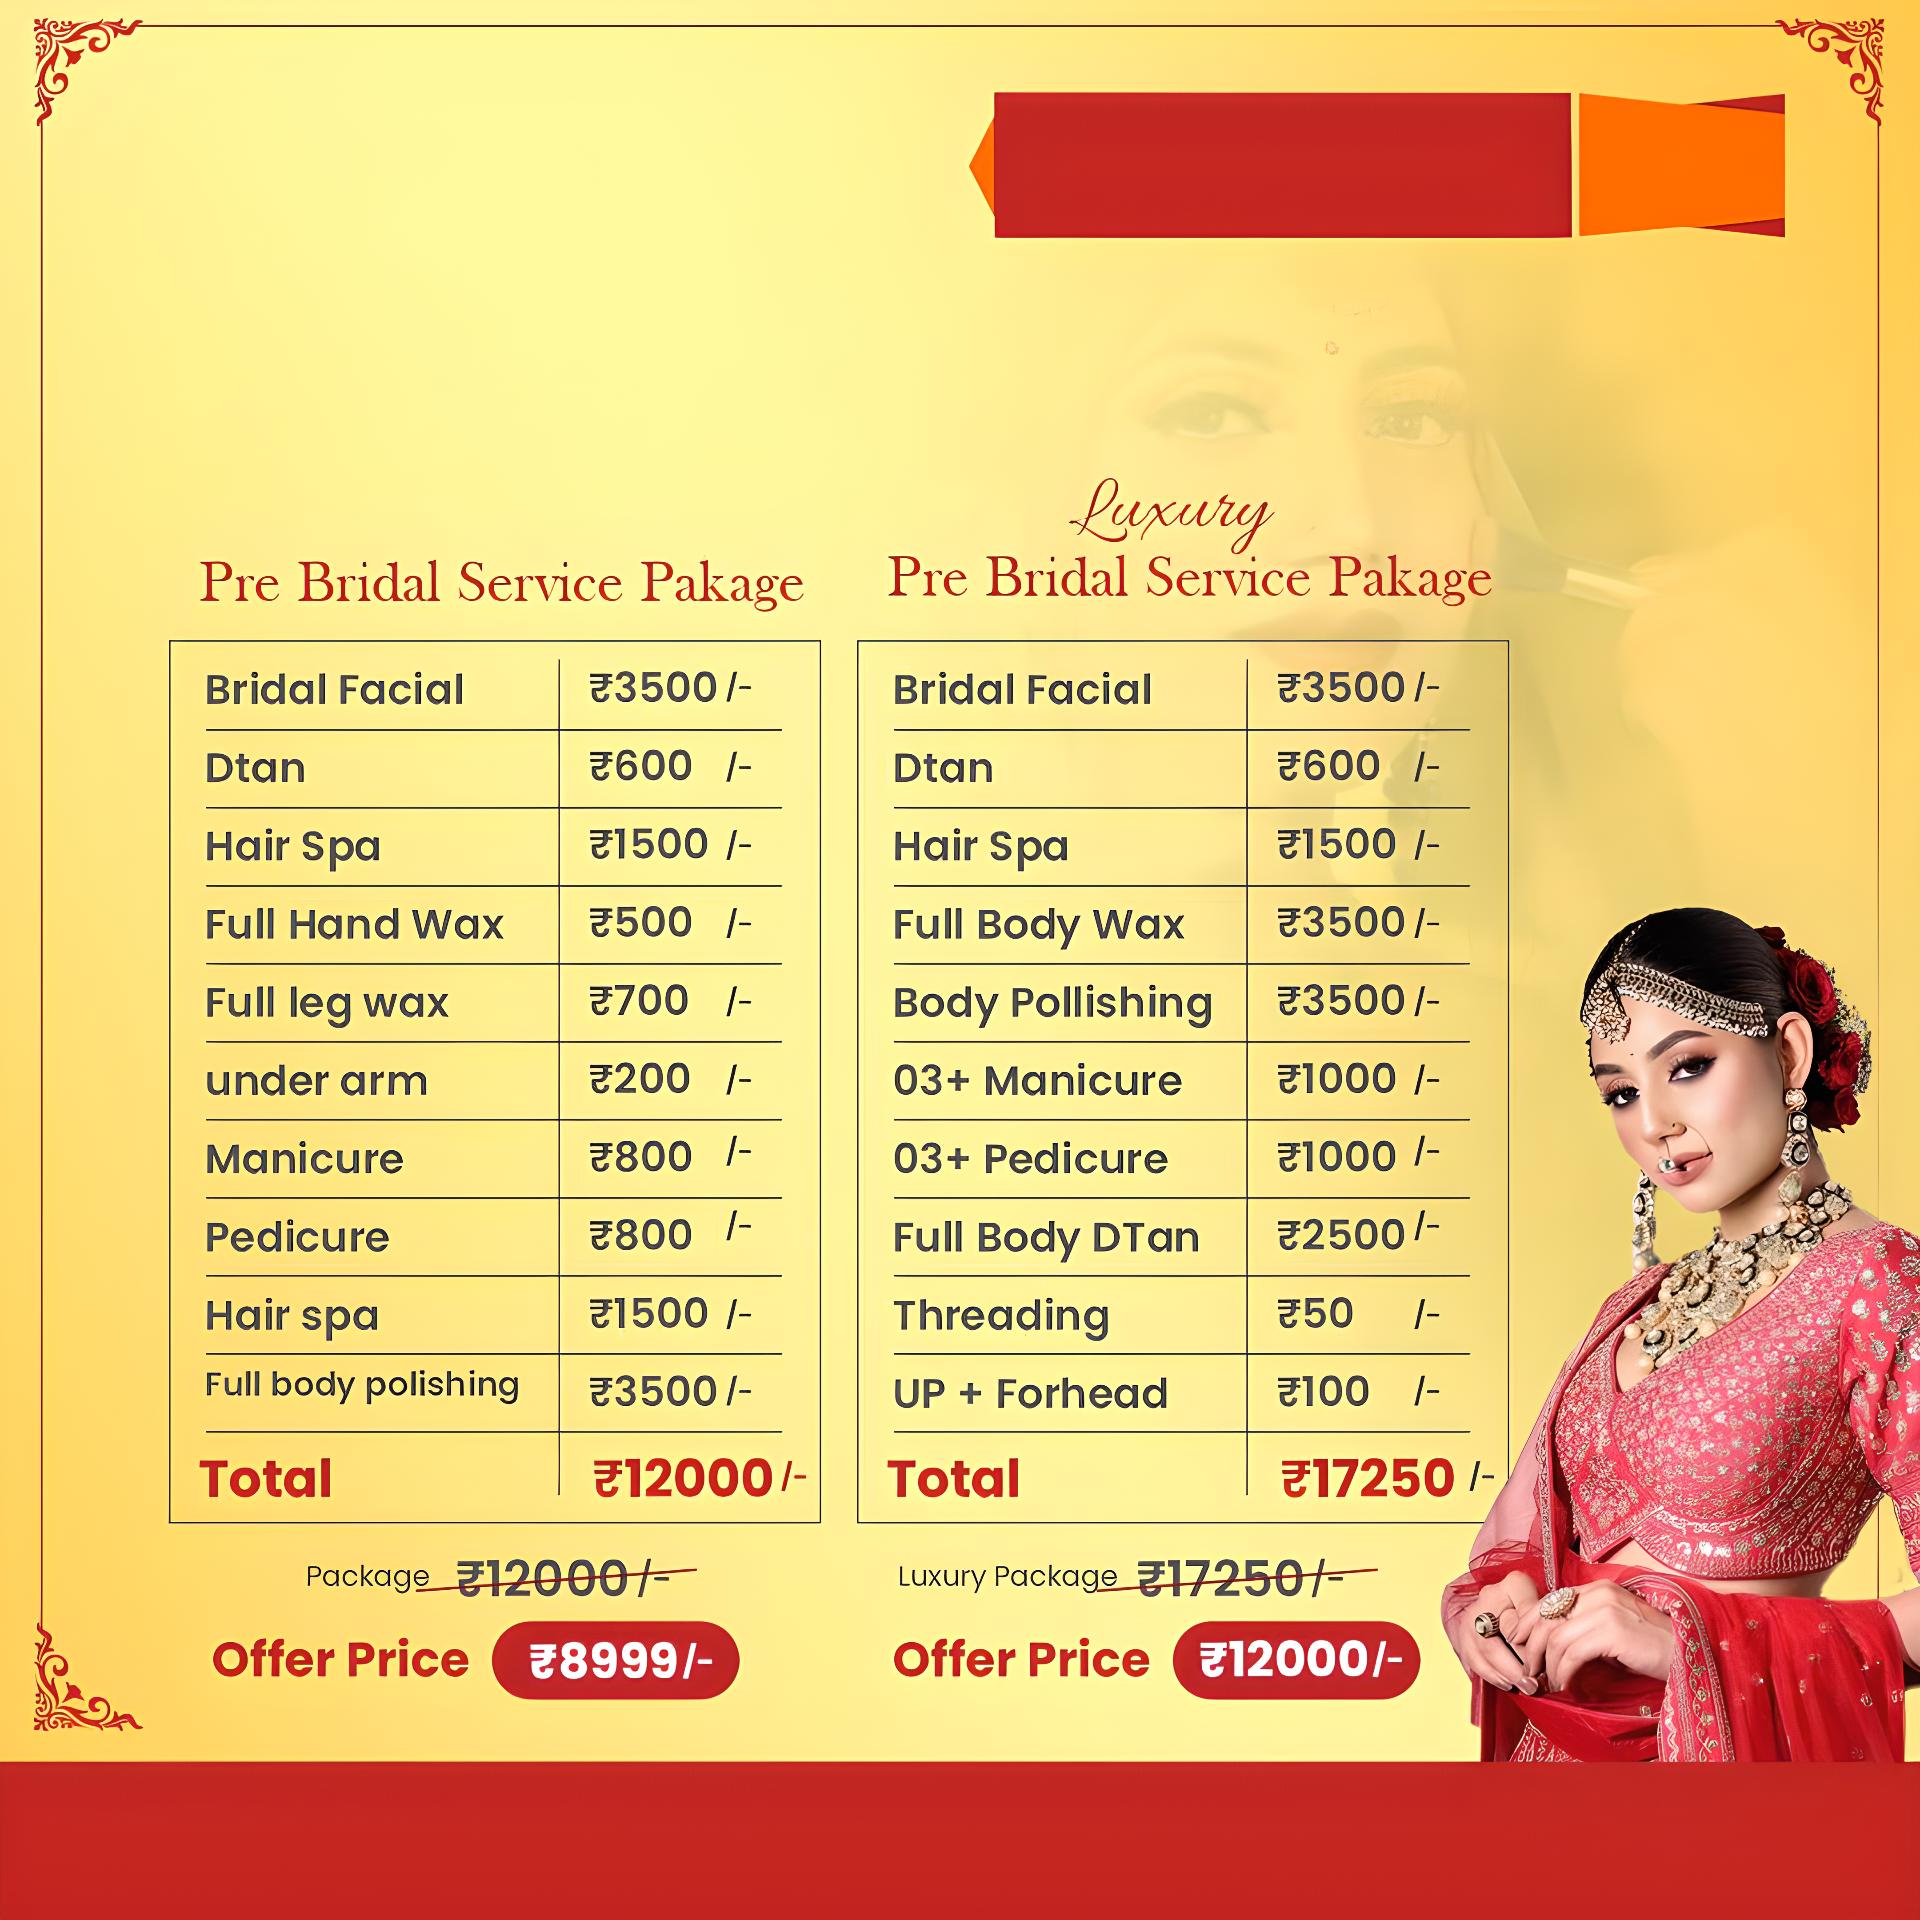 Pre Bridal Service Pakage
Bridal Facial ₹3500/-
Dtan ₹600 /-
Hair Spa ₹1500 /-
Full Hand Wax ₹500 /-
Full leg wax ₹700 /-
under arm ₹200 /-
Manicure ₹800 /-
Pedicure ₹800 /-
Hair spa ₹1500 /-
Full body polishing ₹3500/-
Total ₹12000/-
Package ₹12000/-
Offer Price ₹8999/-
Luxury
Pre Bridal Service Pakage
Bridal Facial ₹3500/-
Dtan ₹600 /-
Hair Spa ₹1500 /-
Full Body Wax ₹3500/-
Body Pollishing ₹3500/-
03+ Manicure ₹1000 /-
03+ Pedicure ₹1000 /-
Full Body DTan ₹2500/-
Threading ₹50 /-
UP + Forhead ₹100 /-
Total ₹17250 /-
Luxury Package ₹17250/-
Offer Price ₹12000/-